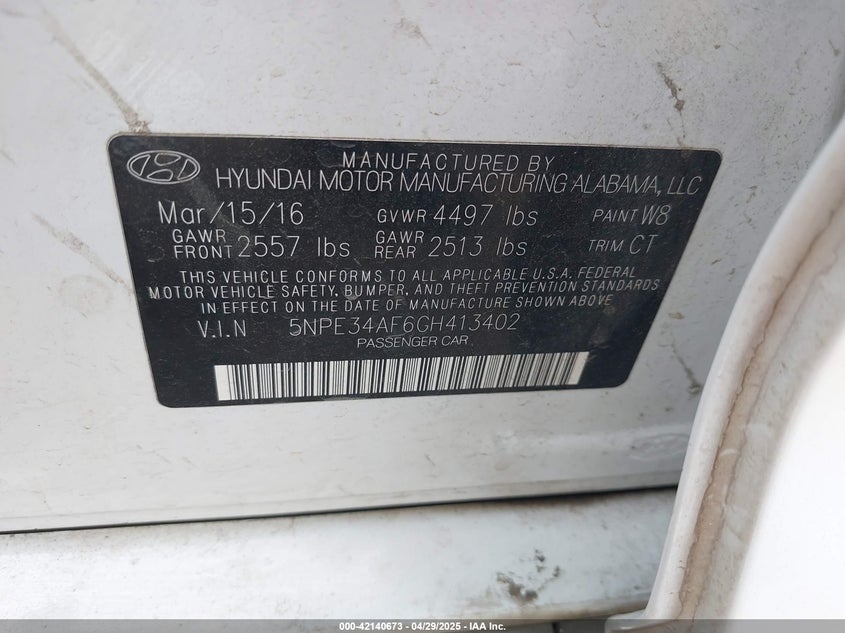 MANUFACTURED BY
HYUNDAI MOTOR MANUFACTURING ALABAMA, LLC
Mar/15/16 GVWR 4497 lbs PAINT W8
GAWR FRONT 2557 lbs GAWR REAR 2513 lbs TRIM CT
THIS VEHICLE CONFORMS TO ALL APPLICABLE U.S.A. FEDERAL
MOTOR VEHICLE SAFETY, BUMPER, AND THEFT PREVENTION STANDARDS
IN EFFECT ON THE DATE OF MANUFACTURE SHOWN ABOVE
V.I.N 5NPE34AF6GH413402
PASSENGER CAR
000-42140673 - 04/29/2025 - IAA Inc.